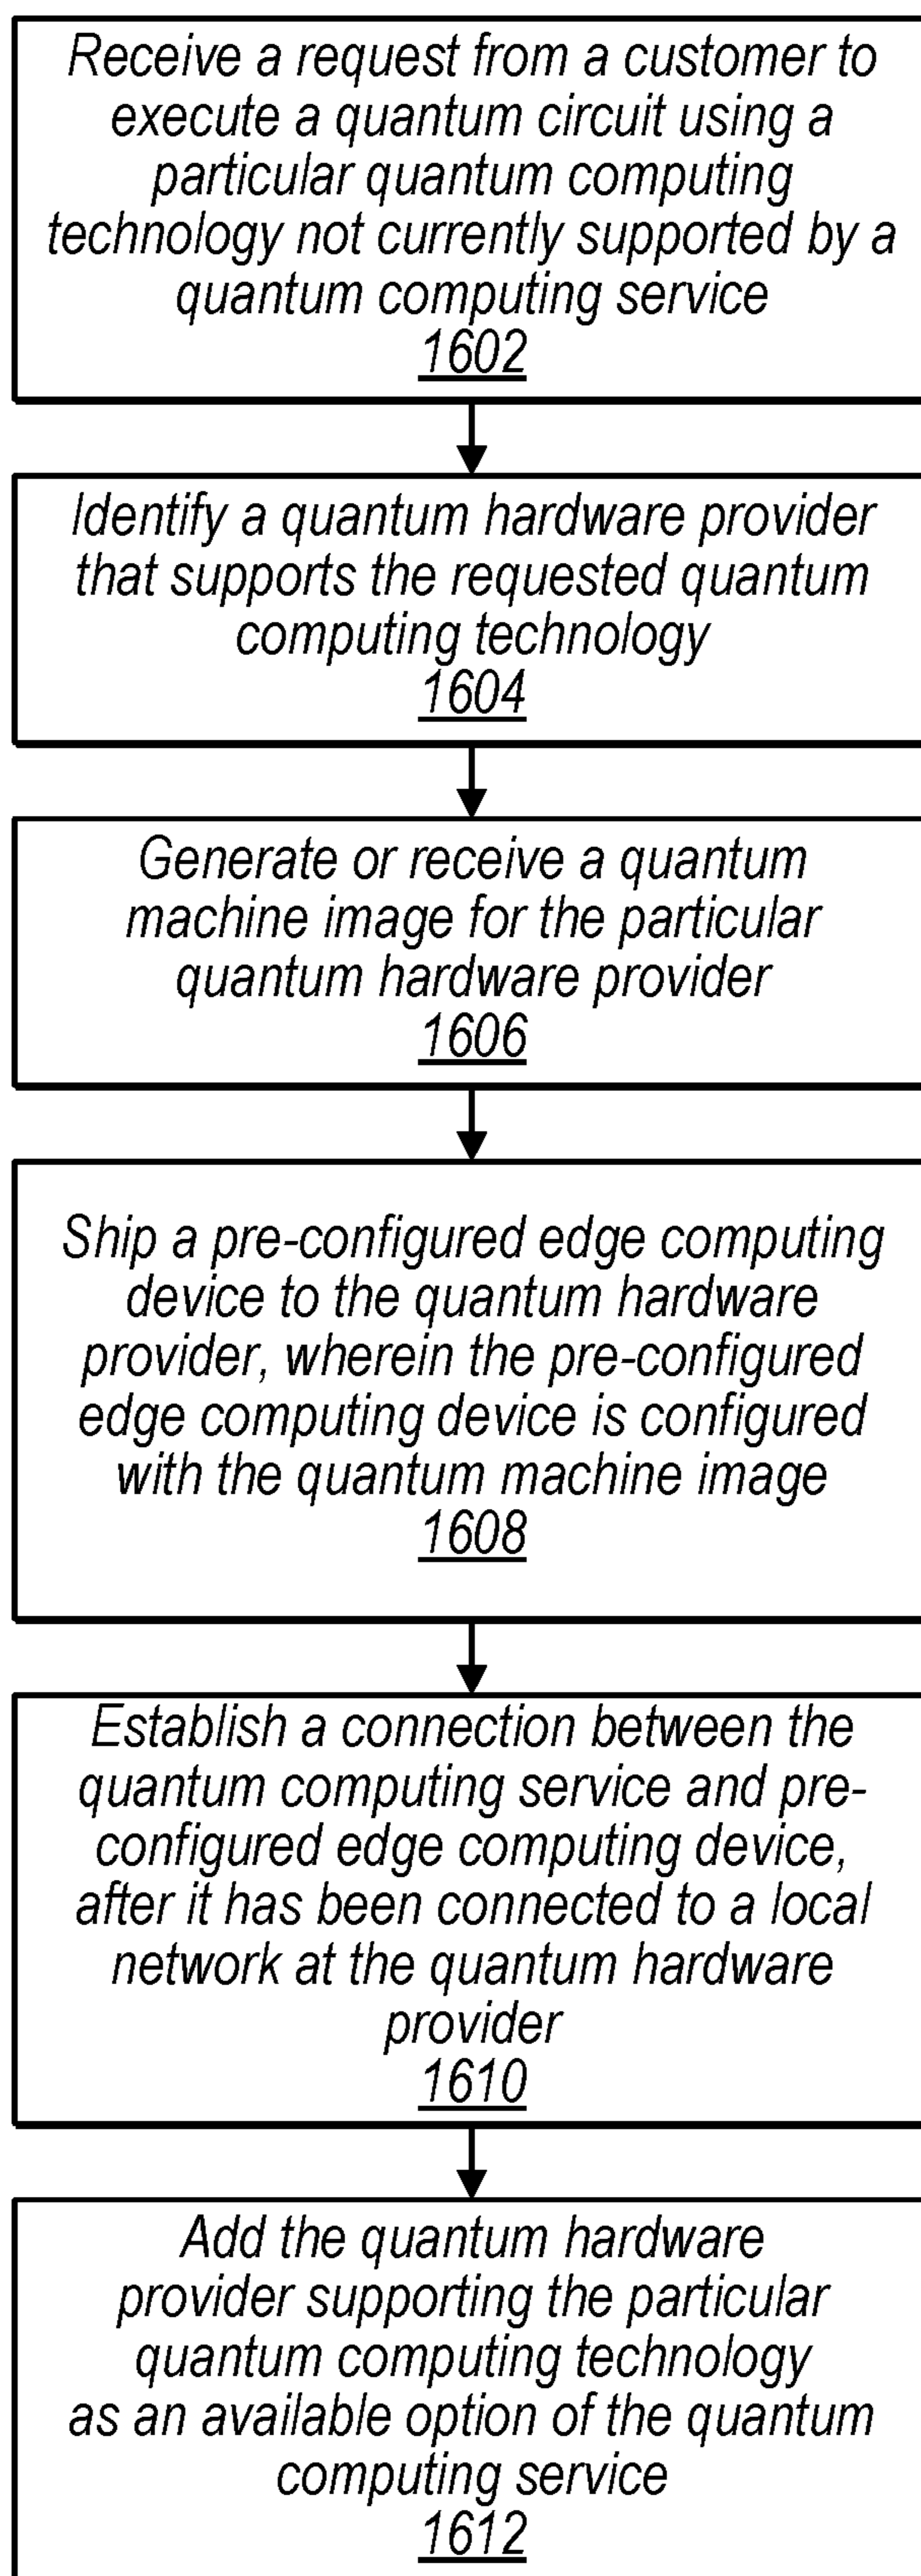 Receive a request from a customer to
execute a quantum circuit using a
particular quantum computing
technology not currently supported by a
quantum computing service
1602
Identify a quantum hardware provider
that supports the requested quantum
computing technology
1604
Generate or receive a quantum
machine image for the particular
quantum hardware provider
1606
Ship a pre-configured edge computing
device to the quantum hardware
provider, wherein the pre-configured
edge computing device is configured
with the quantum machine image
1608
Establish a connection between the
quantum computing service and pre-
configured edge computing device,
after it has been connected to a local
network at the quantum hardware
provider
1610
Add the quantum hardware
provider supporting the particular
quantum computing technology
as an available option of the quantum
computing service
1612